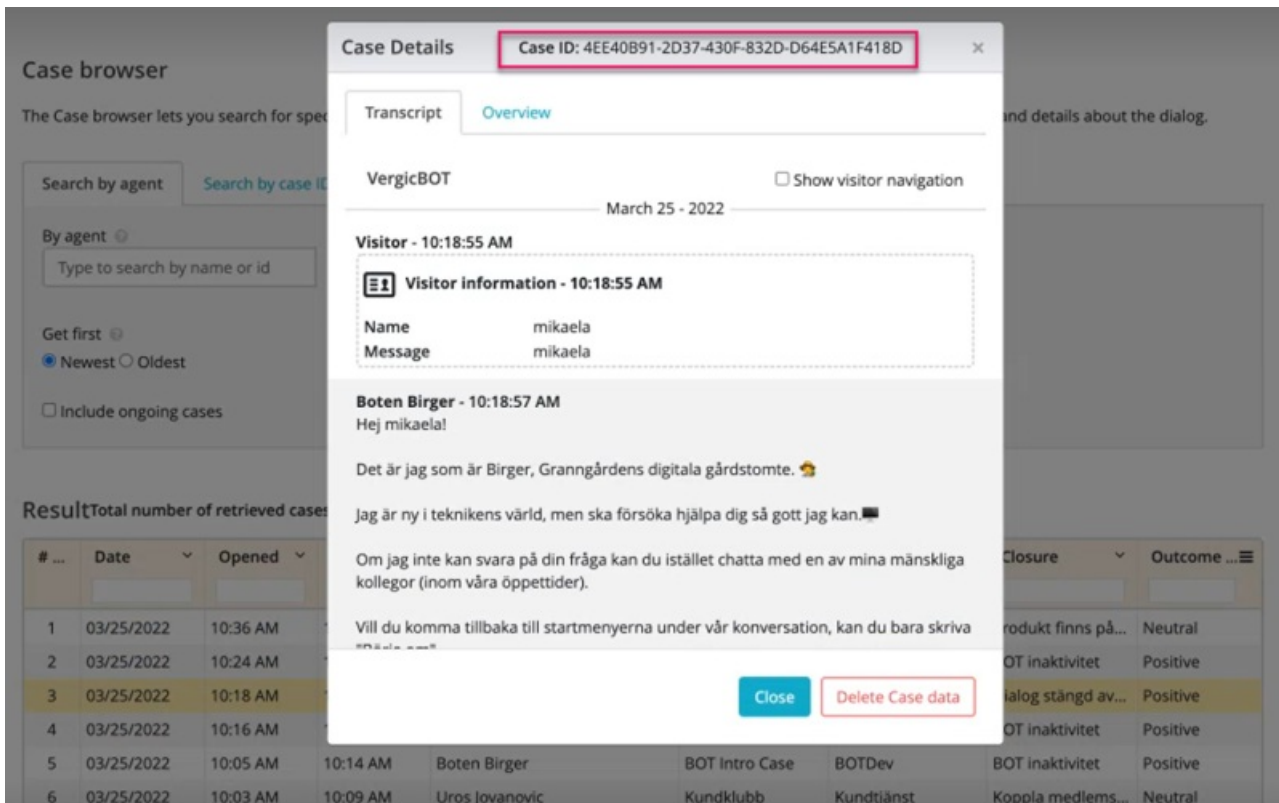 Case Details
Case ID: 4EE40B91-2D37-430F-832D-D64E5A1F418D
×
Transcript
Overview
VergicBOT
Show visitor navigation
March 25 - 2022
Visitor - 10:18:55 AM
Visitor information - 10:18:55 AM
Name mikaela
Message mikaela
Boten Birger - 10:18:57 AM
Hej mikaela!
Det är jag som är Birger, Granngårdens digitala gårdstomte.
Jag är ny i teknikens värld, men ska försöka hjälpa dig så gott jag kan.
Om jag inte kan svara på din fråga kan du istället chatta med en av mina mänskliga
kollegor (inom våra öppettider).
Vill du komma tillbaka till startmenyerna under vår konversation, kan du bara skriva
Close
Delete Case data
Case browser
The Case browser lets you search for
and details about the dialog.
Search by agent
Search by case
By agent
Type to search by name or id
Get first
Newest Oldest
Include ongoing cases
Result Total number of retrieved cases
# ... Date Opened Closure Outcome ...
1 03/25/2022 10:36 AM finns på... Neutral
2 03/25/2022 10:24 AM inaktivitet Positive
3 03/25/2022 10:18 AM stängd av... Positive
4 03/25/2022 10:16 AM inaktivitet Positive
5 03/25/2022 10:05 AM 10:14 AM Boten Birger BOT Intro Case BOTDev BOT inaktivitet Positive
6 03/25/2022 10:03 AM 10:09 AM Uros Jovanovic Kundklubb Kundtjänst Koppla medlems... Neutral